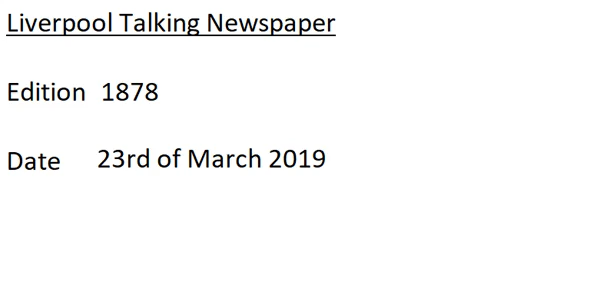 Liverpool Talking Newspaper
Edition 1878
Date 23rd of March 2019